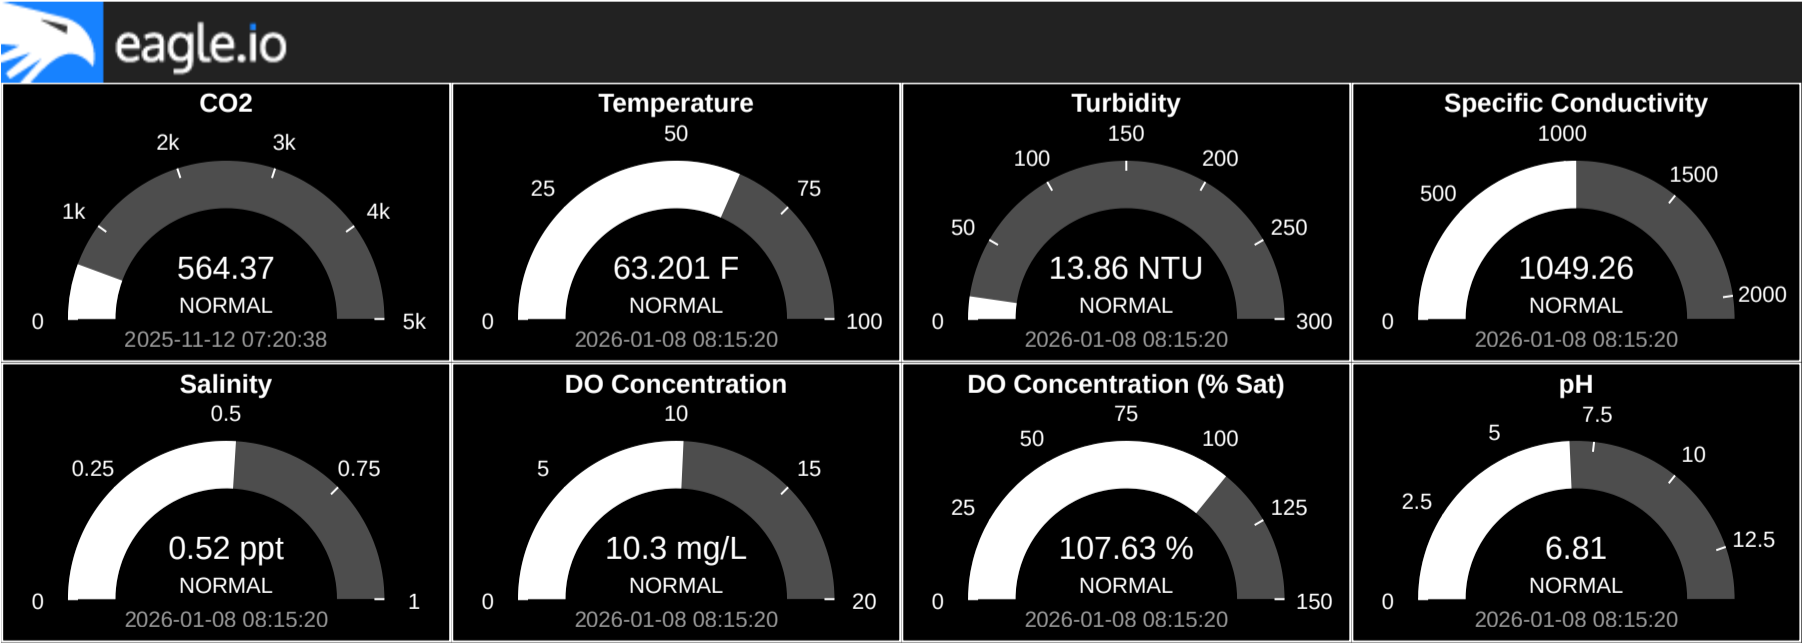 eagle.io
CO2
2k
3k
1k
4k
564.37
NORMAL
0
5k
2025-11-12 07:20:38
Temperature
50
25
75
63.201 F
NORMAL
0
100
2026-01-08 08:15:20
Turbidity
150
100
200
50
250
13.86 NTU
NORMAL
0
300
2026-01-08 08:15:20
Specific Conductivity
1000
1500
500
1049.26
2000
NORMAL
0
2026-01-08 08:15:20
Salinity
0.5
0.25
0.75
0.52 ppt
NORMAL
0
1
2026-01-08 08:15:20
DO Concentration
10
5
15
10.3 mg/L
NORMAL
0
20
2026-01-08 08:15:20
DO Concentration (% Sat)
75
50
100
25
125
107.63 %
NORMAL
0
150
2026-01-08 08:15:20
pH
7.5
5
10
2.5
12.5
6.81
NORMAL
0
2026-01-08 08:15:20